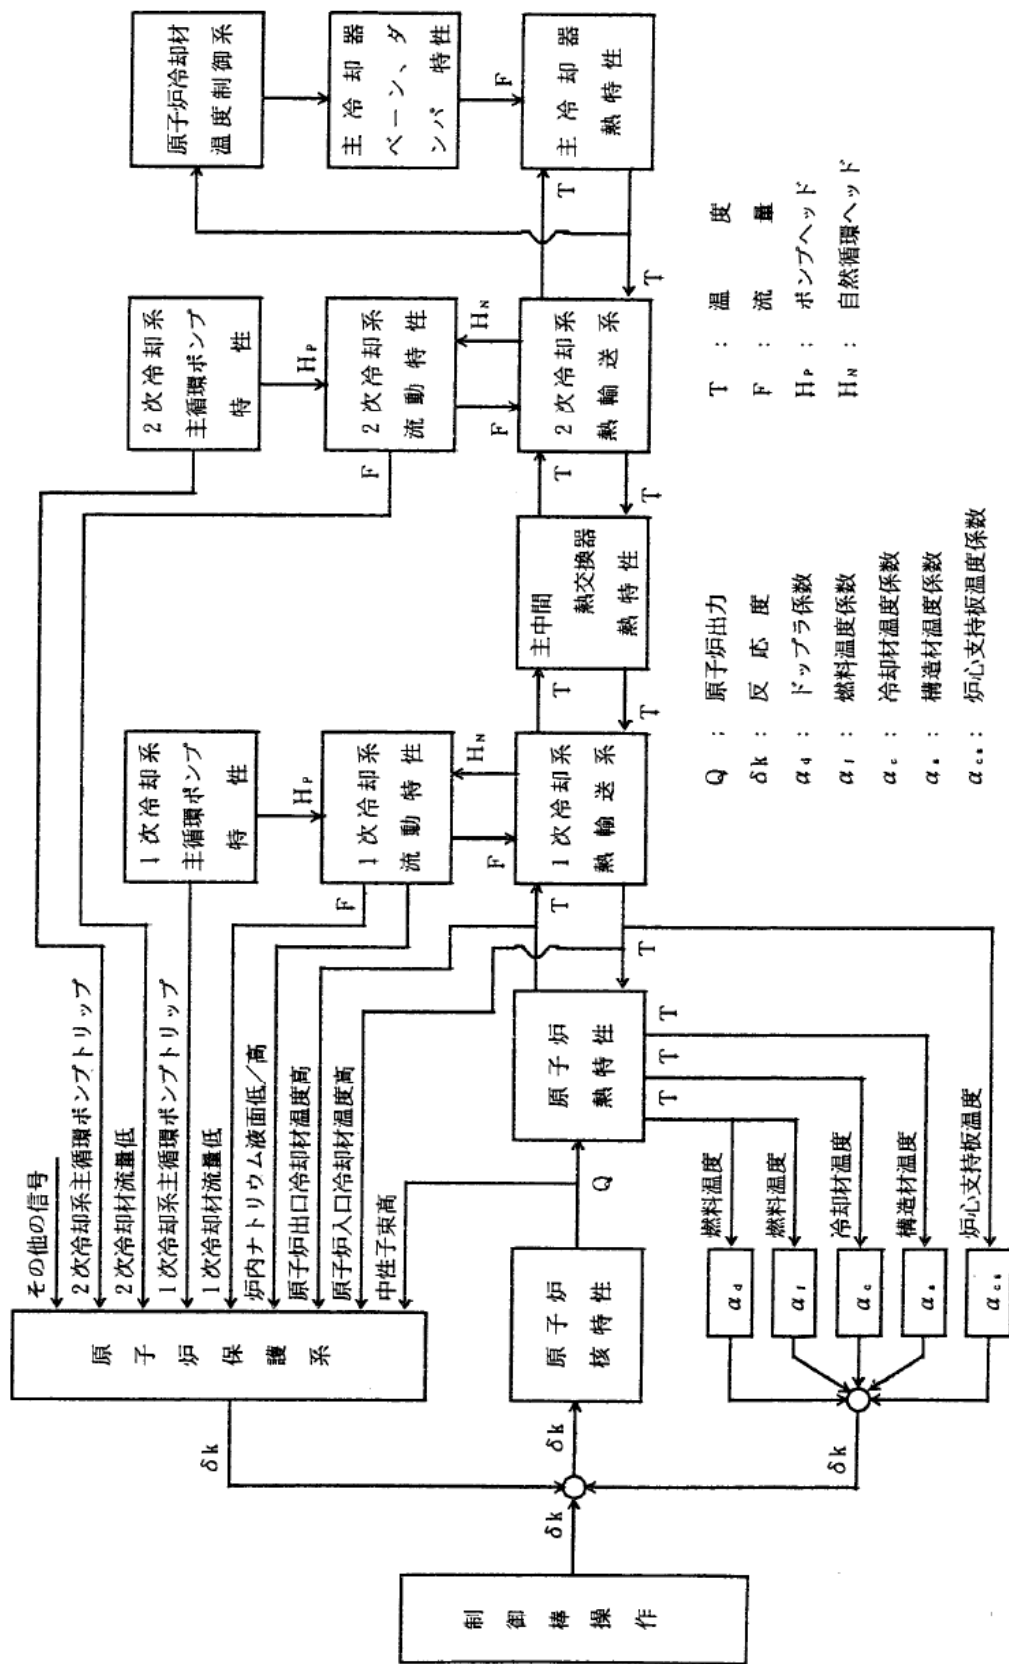 制御棒操作
δk
δk
δk
δk
原子炉保護系
その他の信号
2次冷却系主循環ポンプトリップ
2次冷却材流量低
1次冷却系主循環ポンプトリップ
1次冷却材流量低
炉内ナトリウム液面低／高
原子炉出口冷却材温度高
原子炉入口冷却材温度高
中性子束高
原子炉
核特性
Q
原子炉
熱特性
T
T
T
T
T
燃料温度
燃料温度
冷却材温度
構造材温度
炉心支持板温度
αd
αf
αc
αs
αcs
1次冷却系
主循環ポンプ
特性
HP
1次冷却系
流動特性
F
F
HN
1次冷却系
熱輸送系
T
T
主中間
熱交換器
熱特性
T
T
2次冷却系
主循環ポンプ
特性
HP
2次冷却系
流動特性
F
F
HN
2次冷却系
熱輸送系
T
T
原子炉冷却材
温度制御系
主冷却器
ベーン、ダ
ンパ特性
F
主冷却器
熱特性
Q : 原子炉出力
δk : 反応度
αd : ドップラ係数
αf : 燃料温度係数
αc : 冷却材温度係数
αs : 構造材温度係数
αcs : 炉心支持板温度係数
T : 温度
F : 流量
HP : ポンプヘッド
HN : 自然循環ヘッド